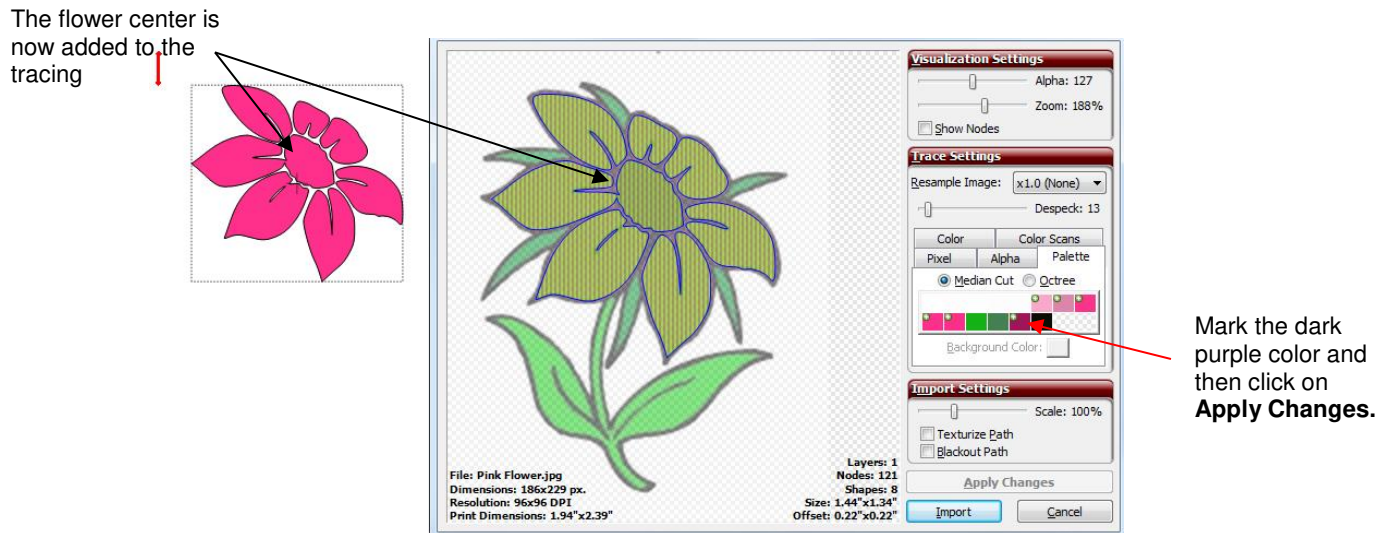 The flower center is
now added to the
tracing
Visualization Settings
Alpha: 127
Zoom: 188%
Show Nodes
Trace Settings
Resample Image: x1.0 (None)
Despeck: 13
Color Color Scans
Pixel Alpha Palette
Median Cut Octree
Background Color:
Import Settings
Scale: 100%
Texturize Path
Blackout Path
Apply Changes
Import Cancel
File: Pink Flower.jpg
Dimensions: 186x229 px.
Resolution: 96x96 DPI
Print Dimensions: 1.94"x2.39"
Layers: 1
Nodes: 121
Shapes: 8
Size: 1.44"x1.34"
Offset: 0.22"x0.22"
Mark the dark
purple color and
then click on
Apply Changes.